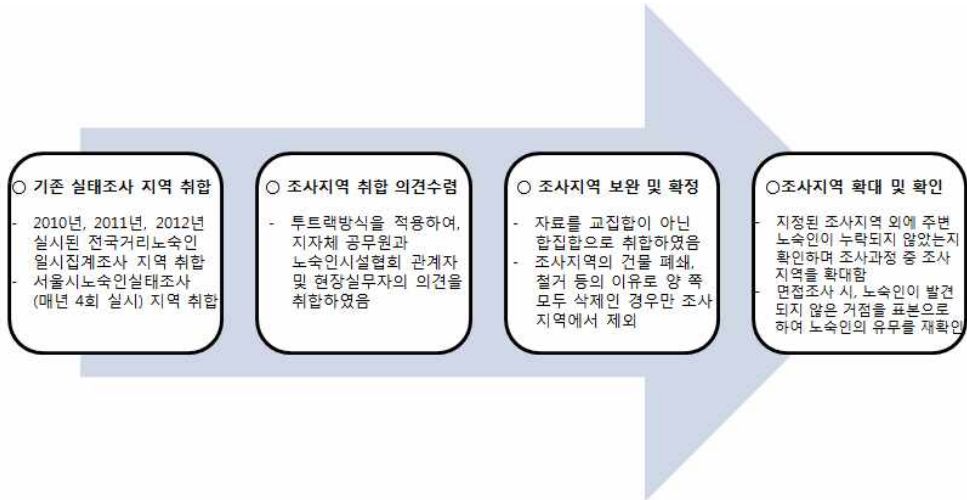 ○ 기존 실태조사 지역 취합
- 2010년, 2011년, 2012년
실시된 전국거리노숙인
일시집계조사 지역 취합
- 서울시노숙인실태조사
(매년 4회 실시) 지역 취합
○ 조사지역 취합 의견수렴
- 투트랙방식을 적용하여,
지자체 공무원과
노숙인시설협회 관계자
및 현장실무자의 의견을
취합하였음
○ 조사지역 보완 및 확정
- 자료를 교집합이 아닌
합집합으로 취합하였음
- 조사지역의 건물 폐쇄,
철거 등의 이유로 양 쪽
모두 삭제인 경우만 조사
지역에서 제외
○조사지역 확대 및 확인
- 지정된 조사지역 외에 주변
노숙인이 누락되지 않았는지
확인하며 조사과정 중 조사
지역을 확대함
- 면접조사 시, 노숙인이 발견
되지 않은 거점을 표본으로
하여 노숙인의 유무를 재확인